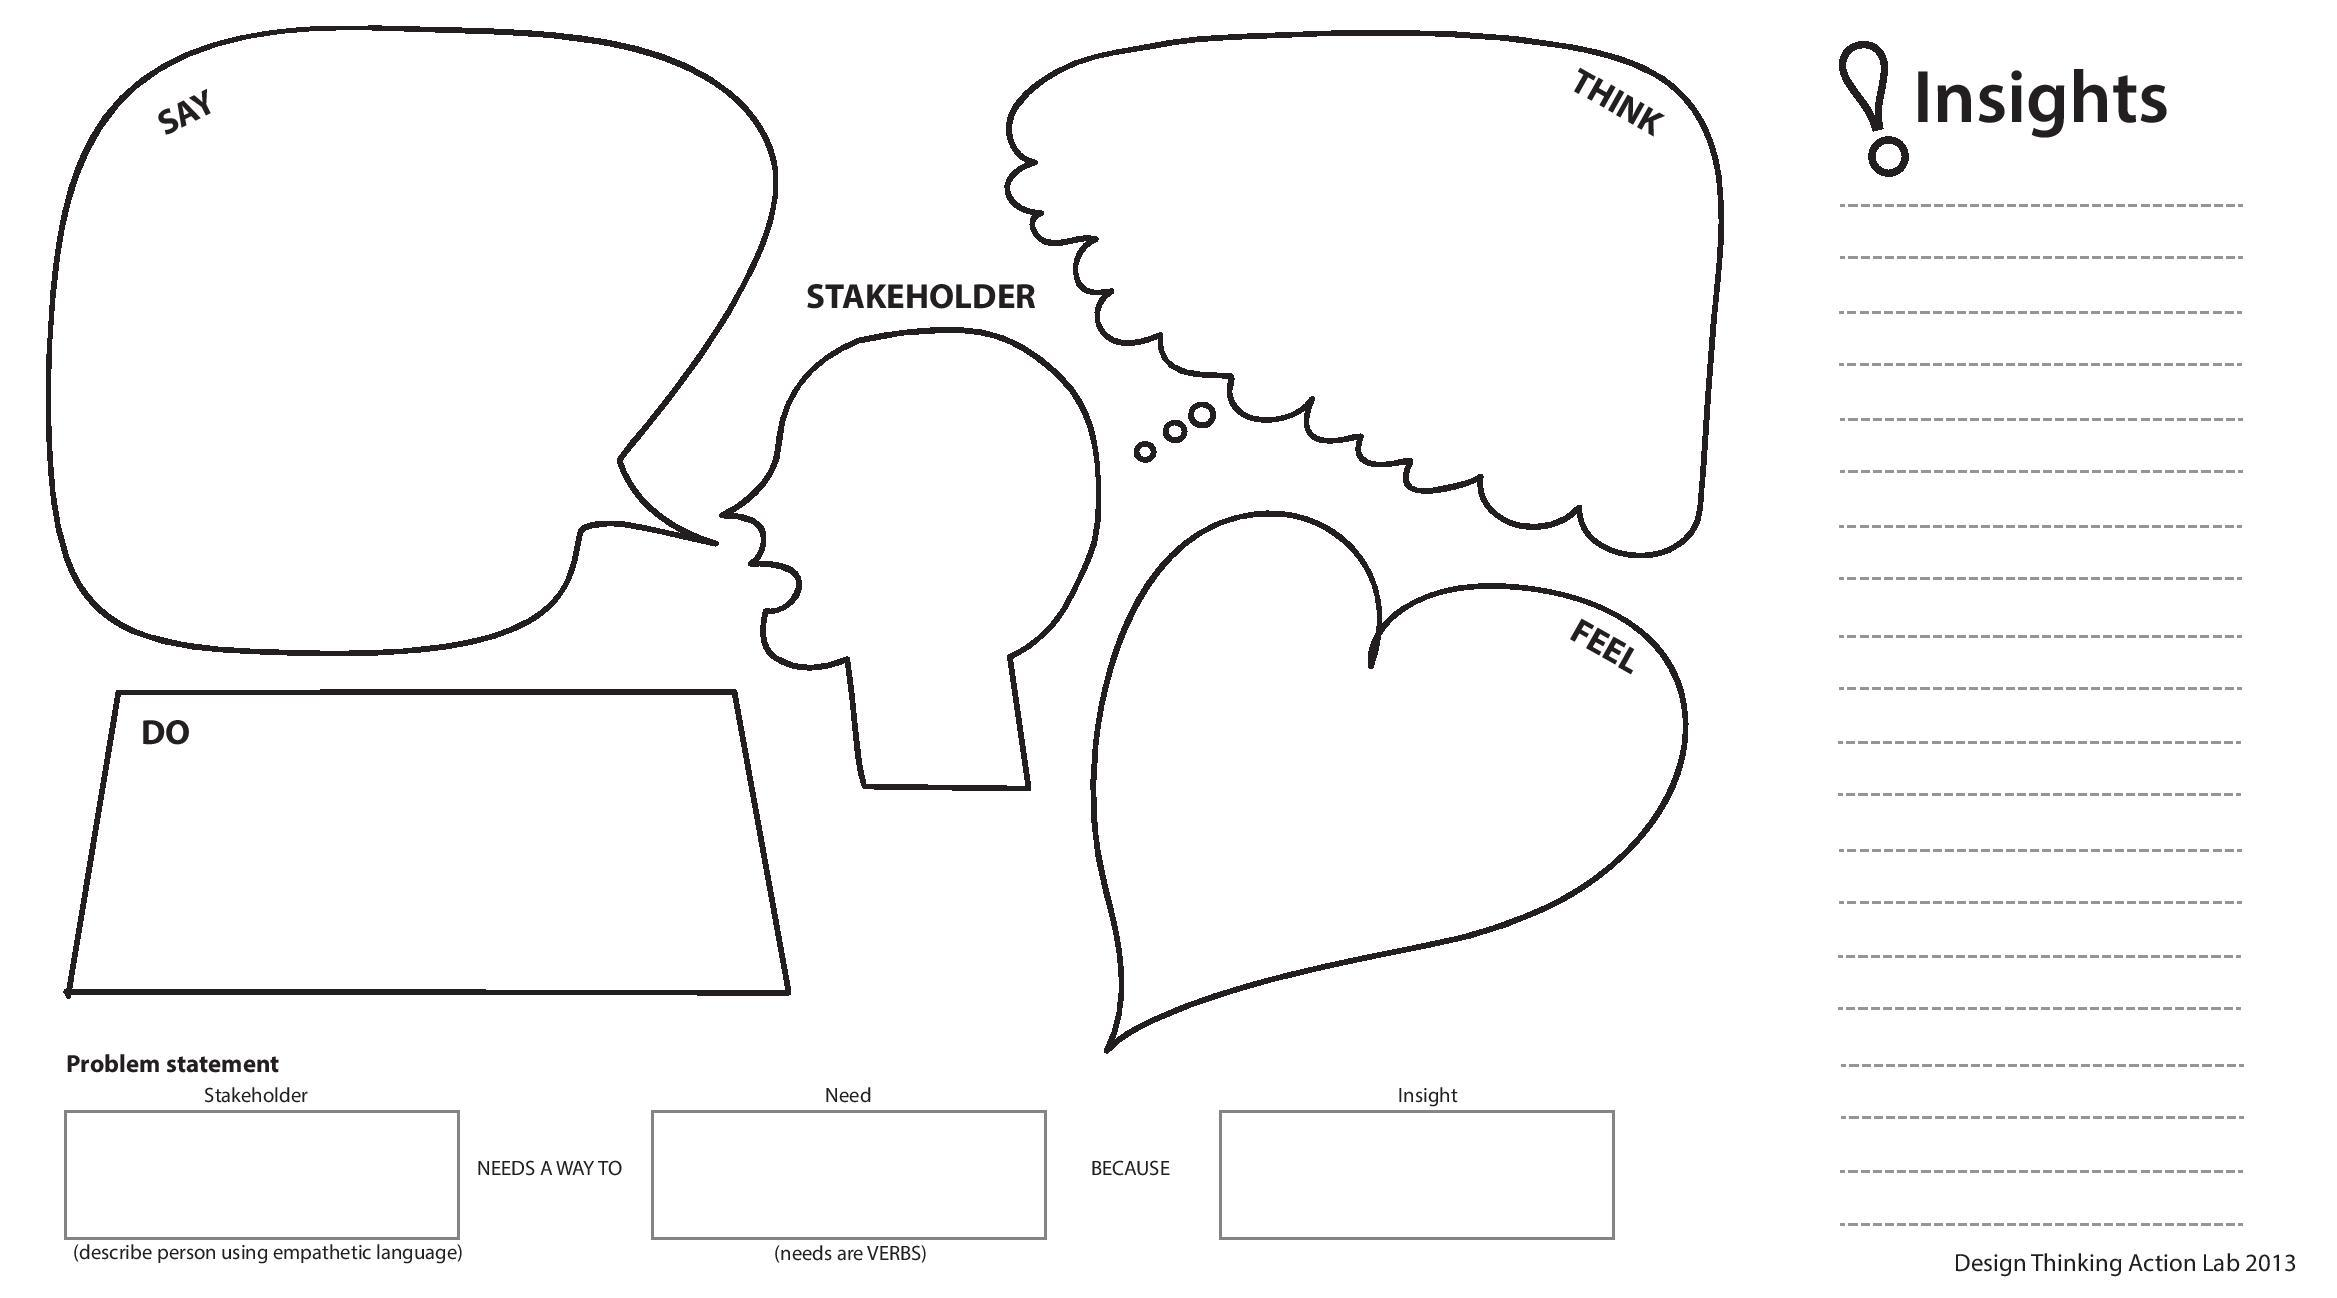 SAY
THINK
Insights
STAKEHOLDER
FEEL
DO
Problem statement
Stakeholder
Need
Insight
NEEDS A WAY TO
BECAUSE
(describe person using empathetic language)
(needs are VERBS)
Design Thinking Action Lab 2013